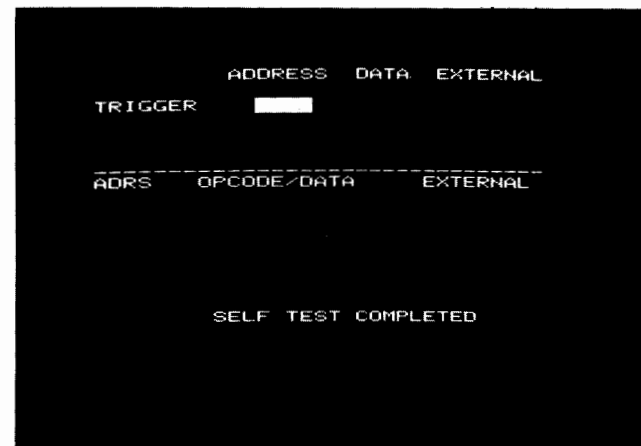 ADDRESS DATA EXTERNAL
TRIGGER
ADRS OPCODE/DATA EXTERNAL
SELF TEST COMPLETED